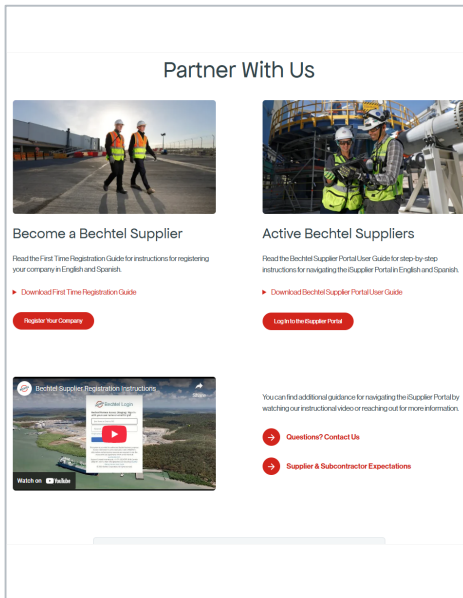 Partner With Us
Become a Bechtel Supplier
Read the First Time Registration Guide for instructions for registering
your company in English and Spanish.
Download First Time Registration Guide
Register Your Company
Active Bechtel Suppliers
Read the Bechtel Supplier Portal User Guide for step-by-step
instructions for navigating the iSupplier Portal in English and Spanish.
Download Bechtel Supplier Portal User Guide
Log In to the iSupplier Portal
Bechtel Supplier Registration Instructions
Share
Bechtel Login
Watch on YouTube
You can find additional guidance for navigating the iSupplier Portal by
watching our instructional video or reaching out for more information.
Questions? Contact Us
Supplier & Subcontractor Expectations